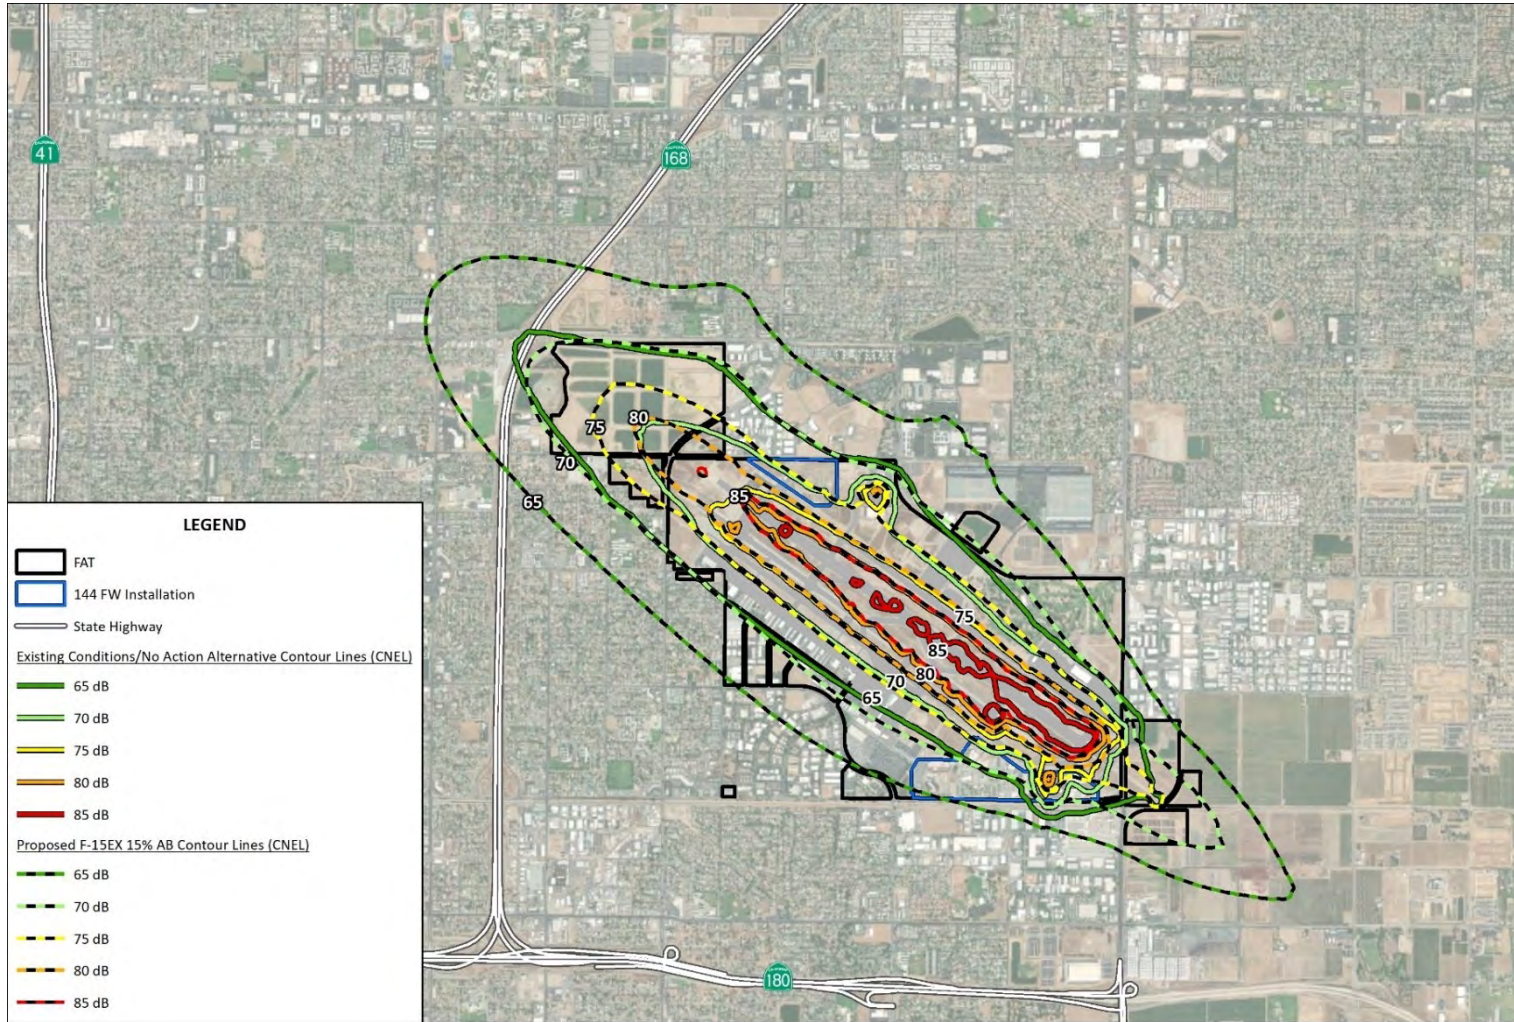 41
168
80
75
70
65
85
75
85
80
70
65
180
LEGEND
FAT
144 FW Installation
State Highway
Existing Conditions/No Action Alternative Contour Lines (CNEL)
65 dB
70 dB
75 dB
80 dB
85 dB
Proposed F-15EX 15% AB Contour Lines (CNEL)
65 dB
70 dB
75 dB
80 dB
85 dB